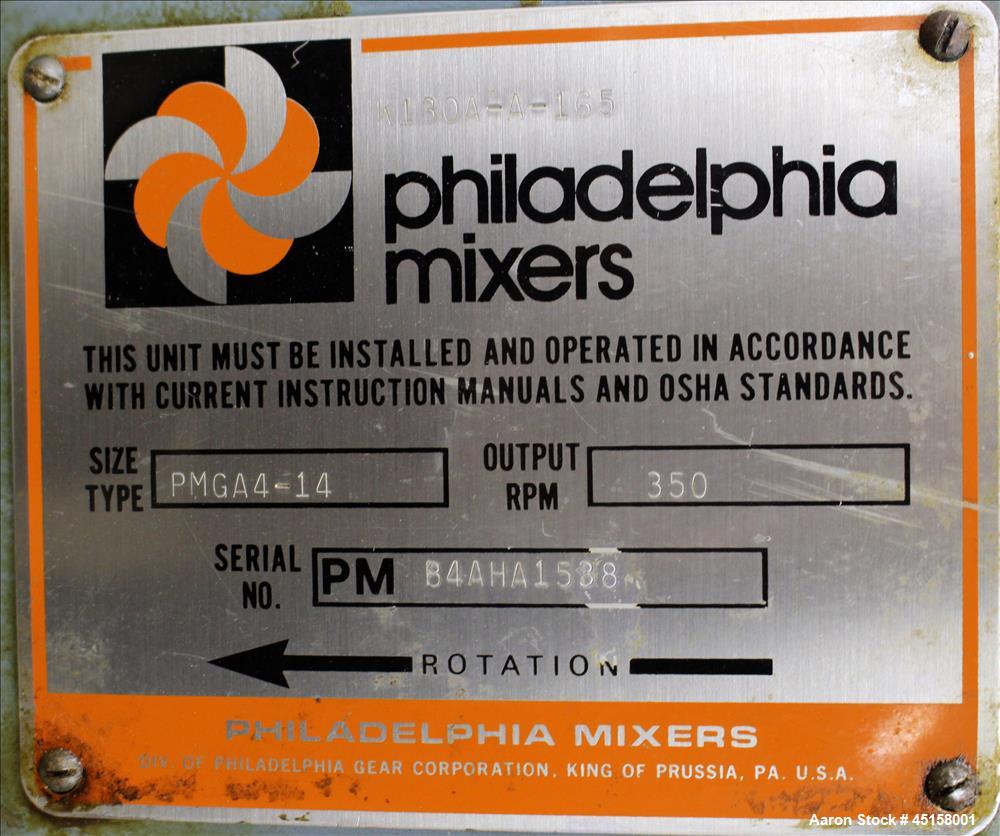 K130A-A-165
philadelphia
mixers
THIS UNIT MUST BE INSTALLED AND OPERATED IN ACCORDANCE
WITH CURRENT INSTRUCTION MANUALS AND OSHA STANDARDS.
SIZE TYPE PMGA4-14 OUTPUT RPM 350
SERIAL NO. PM 84AHA1538
ROTATION
PHILADELPHIA MIXERS
DIV. OF PHILADELPHIA GEAR CORPORATION, KING OF PRUSSIA, PA. U.S.A.
Aaron Stock # 45158001